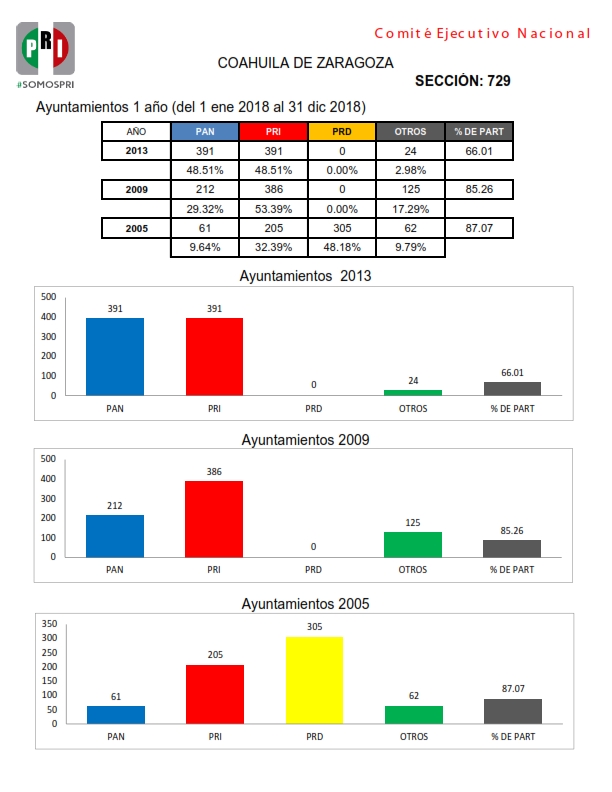 Comité Ejecutivo Nacional
PRI
#SOMOSPRI
COAHUILA DE ZARAGOZA
SECCIÓN: 729
Ayuntamientos 1 año (del 1 ene 2018 al 31 dic 2018)
AÑO PAN PRI PRD OTROS % DE PART
2013 391 391 0 24 66.01
48.51% 48.51% 0.00% 2.98%
2009 212 386 0 125 85.26
29.32% 53.39% 0.00% 17.29%
2005 61 205 305 62 87.07
9.64% 32.39% 48.18% 9.79%
Ayuntamientos 2013
500
400
300
200
100
0
391 391 0 24 66.01
PAN PRI PRD OTROS % DE PART
Ayuntamientos 2009
500
400
300
200
100
0
212 386 0 125 85.26
PAN PRI PRD OTROS % DE PART
Ayuntamientos 2005
350
300
250
200
150
100
50
0
61 205 305 62 87.07
PAN PRI PRD OTROS % DE PART